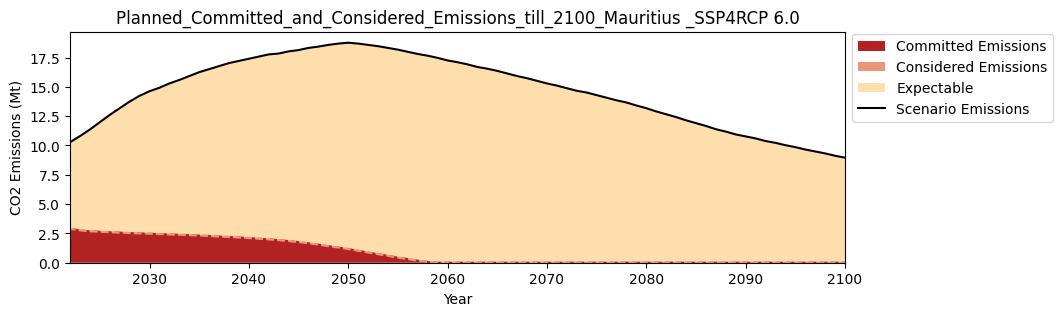 Planned_Committed_and_Considered_Emissions_till_2100_Mauritius _SSP4RCP 6.0
Committed Emissions
Considered Emissions
Expectable
Scenario Emissions
CO2 Emissions (Mt)
17.5
15.0
12.5
10.0
7.5
5.0
2.5
0.0
2030 2040 2050 2060 2070 2080 2090 2100
Year